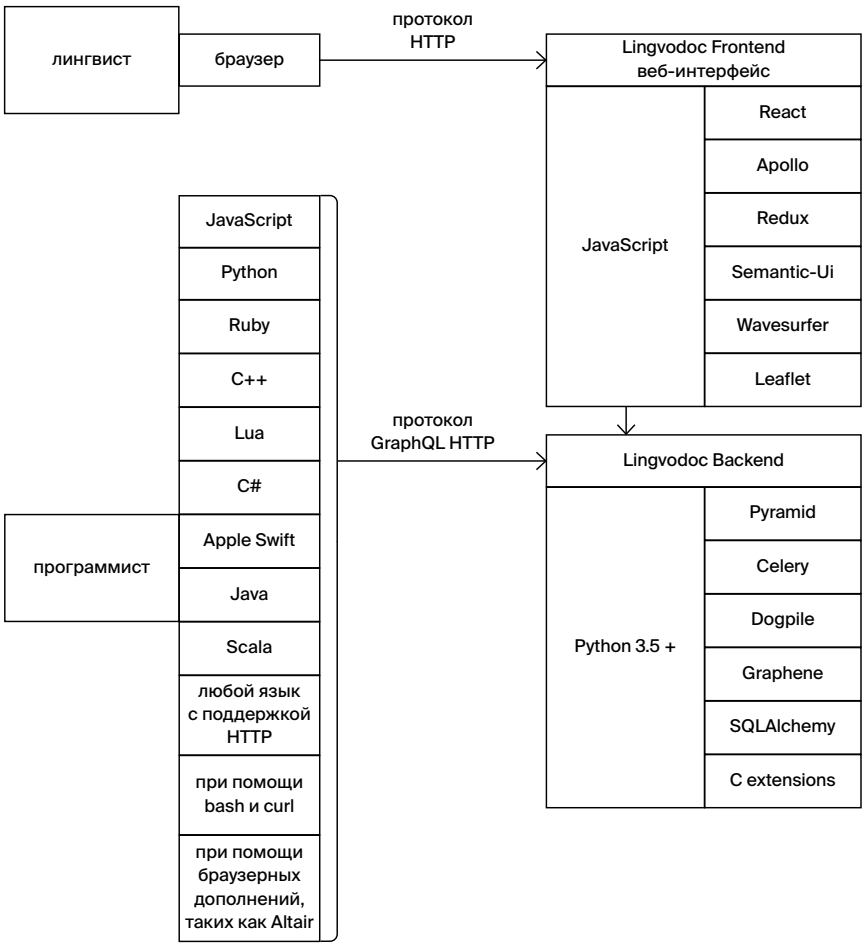 лингвист
браузер
протокол
HTTP
Lingvodoc Frontend
веб-интерфейс
JavaScript
React
Apollo
Redux
Semantic-Ui
Wavesurfer
Leaflet
программист
JavaScript
Python
Ruby
C++
Lua
C#
Apple Swift
Java
Scala
любой язык
с поддержкой
HTTP
при помощи
bash и curl
при помощи
браузерных
дополнений,
таких как Altair
протокол
GraphQL HTTP
Lingvodoc Backend
Python 3.5 +
Pyramid
Celery
Dogpile
Graphene
SQLAlchemy
C extensions